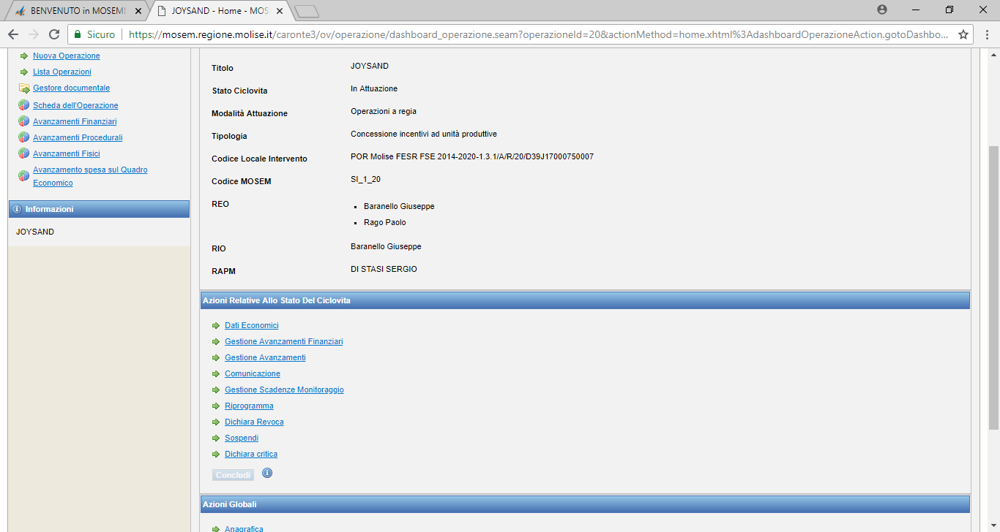 BENVENUTO in MOSEM!
JOYSAND - Home - MOS
Sicuro
https://mosem.regione.molise.it/caronte3/ov/operazione/dashboard_operazione.seam?operazioneId=20&actionMethod=home.xhtml%3AdashboardOperazioneAction.gotoDashbo...
Nuova Operazione
Lista Operazioni
Gestore documentale
Scheda dell'Operazione
Avanzamenti Finanziari
Avanzamenti Procedurali
Avanzamenti Fisici
Avanzamento spesa sul Quadro
Economico
Informazioni
JOYSAND
Titolo JOYSAND
Stato Ciclovita In Attuazione
Modalità Attuazione Operazioni a regia
Tipologia Concessione incentivi ad unità produttive
Codice Locale Intervento POR Molise FESR FSE 2014-2020-1.3.1/A/R/20/D39J17000750007
Codice MOSEM SI_1_20
REO
Baranello Giuseppe
Rago Paolo
RIO Baranello Giuseppe
RAPM DI STASI SERGIO
Azioni Relative Allo Stato Del Ciclovita
Dati Economici
Gestione Avanzamenti Finanziari
Gestione Avanzamenti
Comunicazione
Gestione Scadenze Monitoraggio
Riprogramma
Dichiara Revoca
Sospendi
Dichiara critica
Concludi
Azioni Globali
Anagrafica